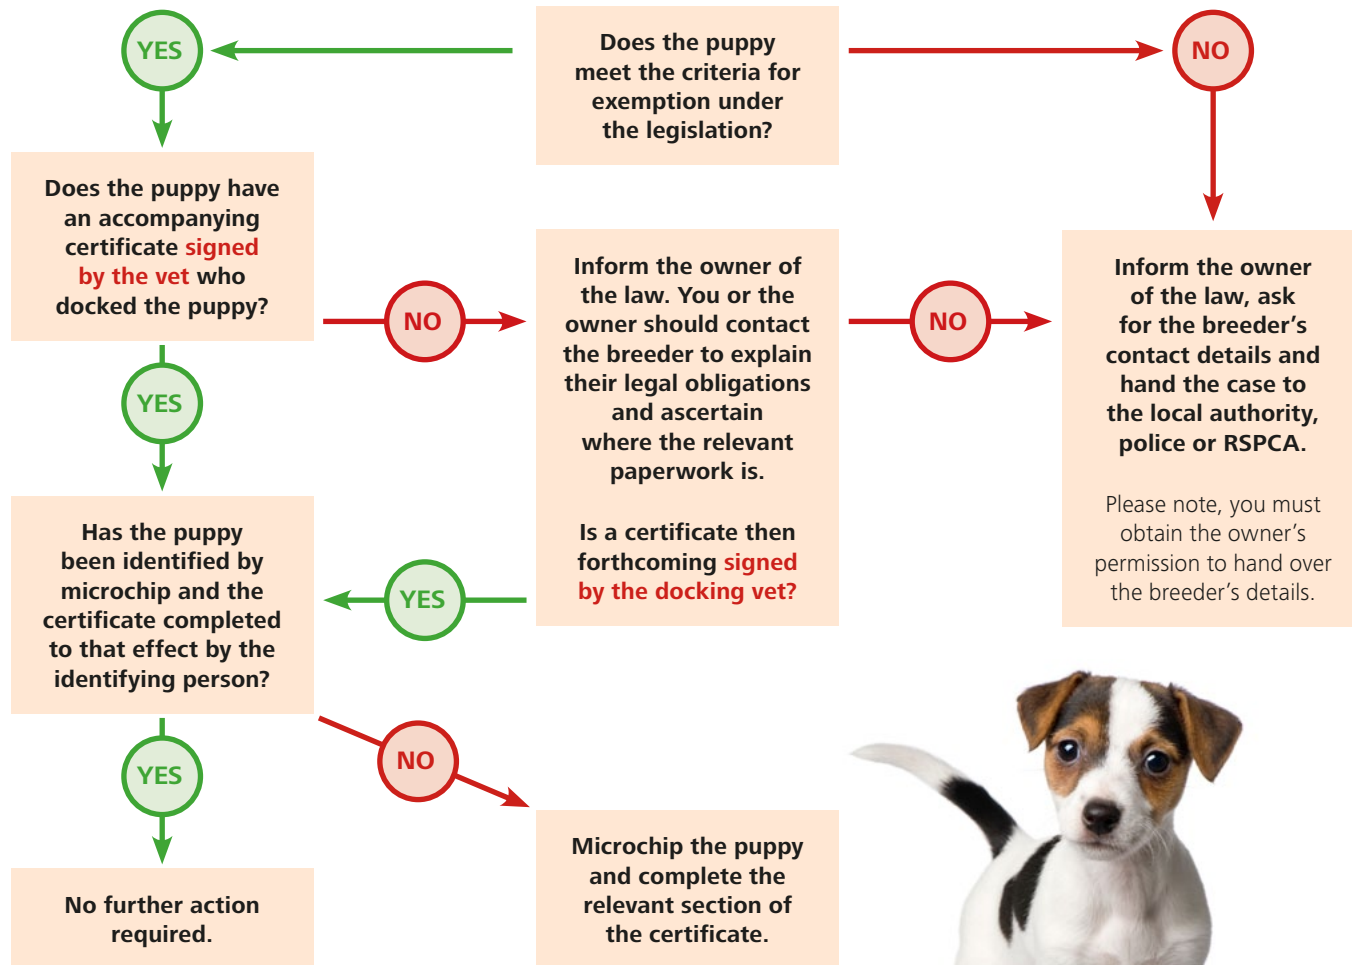 YES
Does the puppy
meet the criteria for
exemption under
the legislation?
NO
Does the puppy have
an accompanying
certificate signed
by the vet who
docked the puppy?
NO
Inform the owner of
the law. You or the
owner should contact
the breeder to explain
their legal obligations
and ascertain
where the relevant
paperwork is.
Is a certificate then
forthcoming signed
by the docking vet?
NO
Inform the owner
of the law, ask
for the breeder’s
contact details and
hand the case to
the local authority,
police or RSPCA.
Please note, you must
obtain the owner’s
permission to hand over
the breeder’s details.
YES
Has the puppy
been identified by
microchip and the
certificate completed
to that effect by the
identifying person?
YES
YES
NO
No further action
required.
Microchip the puppy
and complete the
relevant section of
the certificate.